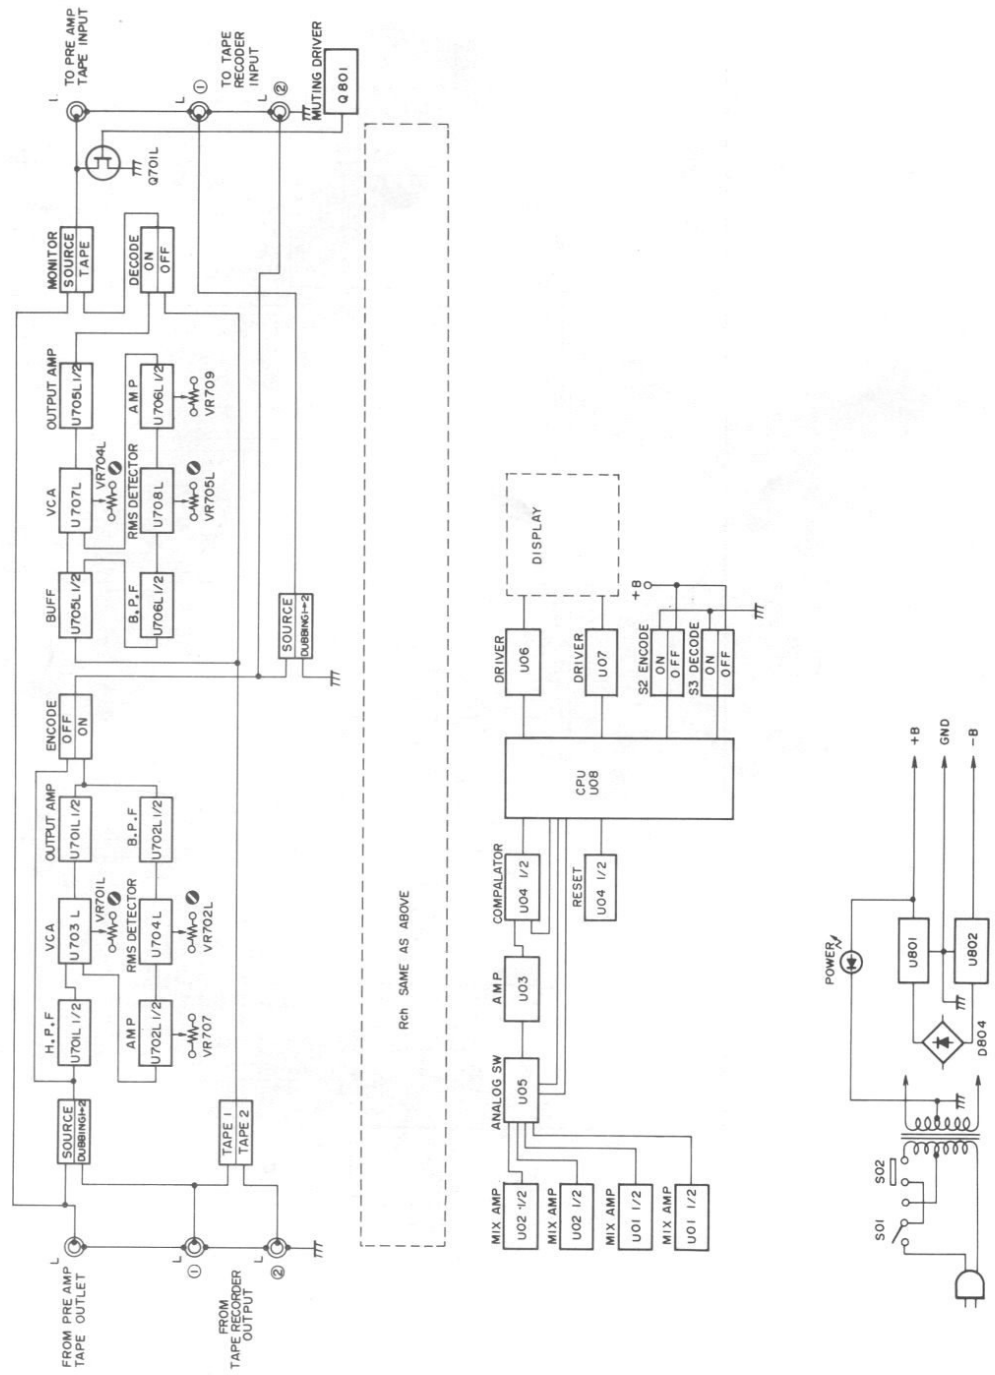 FROM PRE AMP
TAPE OUTLET
L
L
①
L
②
FROM
TAPE RECORDER
OUTPUT
SOURCE
DUBBING1→2
TAPE 1
TAPE 2
H.P.F
U701L 1/2
VCA
U703 L
VR701L
OUTPUT AMP
U701L 1/2
AMP
U702L 1/2
VR707
RMS DETECTOR
U704 L
VR702L
B.P.F
U702L 1/2
ENCODE
OFF
ON
SOURCE
DUBBING1→2
BUFF
U705L 1/2
VCA
U707L
VR704L
OUTPUT AMP
U705L 1/2
B.P.F
U706L 1/2
RMS DETECTOR
U708 L
VR705L
AMP
U706L 1/2
VR709
MONITOR
SOURCE
TAPE
DECODE
ON
OFF
Q701L
TO PRE AMP
TAPE INPUT
L
①
TO TAPE
RECODER
INPUT
L
②
MUTING DRIVER
Q801
Rch SAME AS ABOVE
MIX AMP
U02 1/2
MIX AMP
U02 1/2
MIX AMP
U01 1/2
MIX AMP
U01 1/2
ANALOG SW
U05
AMP
U03
COMPALATOR
U04 1/2
RESET
U04 1/2
CPU
U08
DRIVER
U06
DRIVER
U07
DISPLAY
S2 ENCODE
ON
OFF
S3 DECODE
ON
OFF
+B
S01
S02
POWER
D804
U801
U802
+B
GND
-B